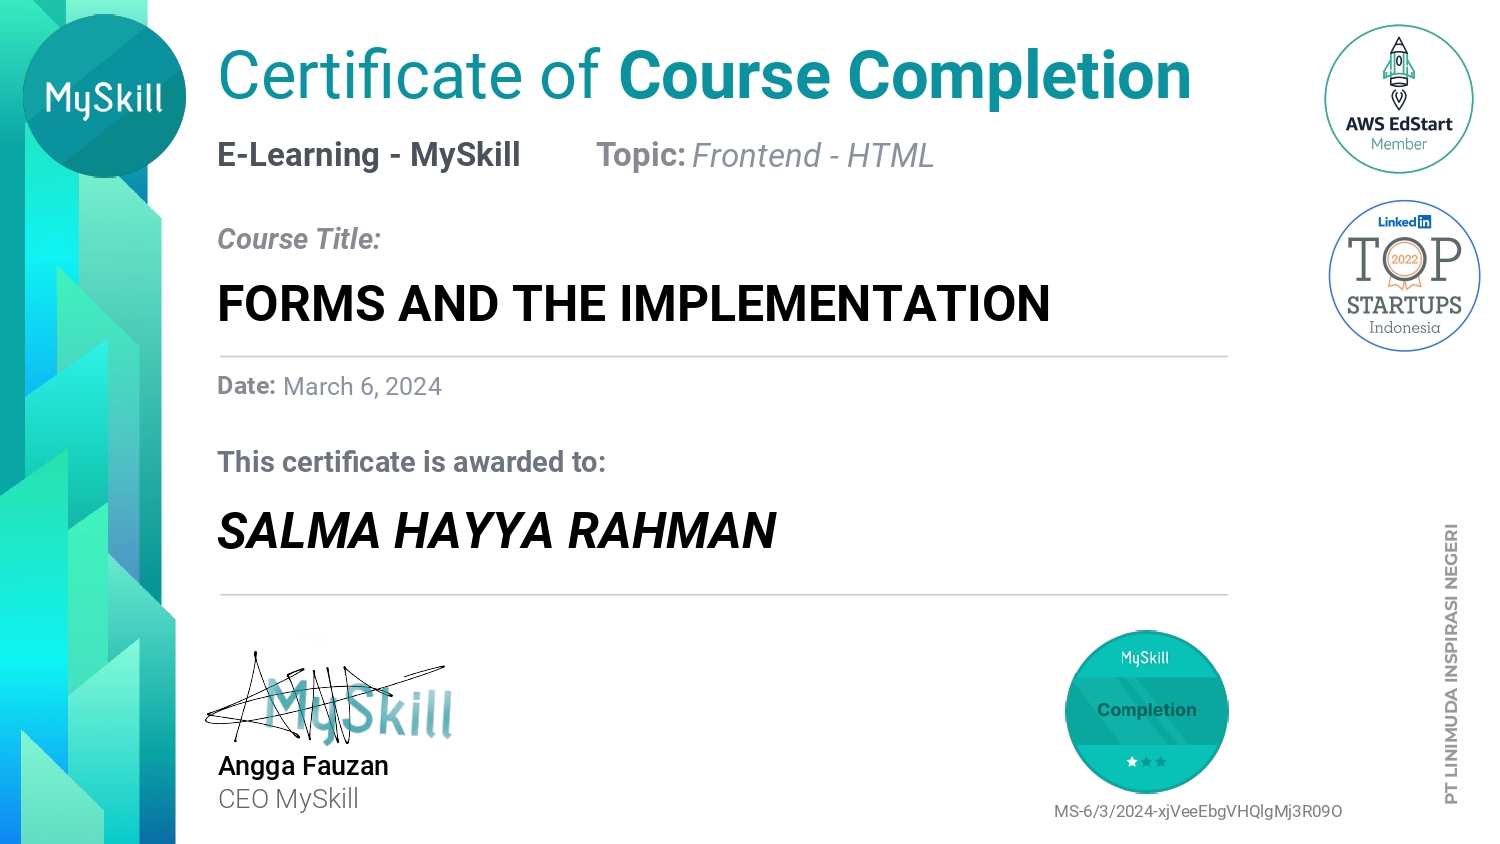 MySkill
Certificate of Course Completion
E-Learning - MySkill Topic: Frontend - HTML
AWS EdStart
Member
Course Title:
FORMS AND THE IMPLEMENTATION
Linked in
TOP
2022
STARTUPS
Indonesia
Date: March 6, 2024
This certificate is awarded to:
SALMA HAYYA RAHMAN
MySkill
Angga Fauzan
CEO MySkill
MySkill
Completion
MS-6/3/2024-xjVeeEbgVHQlgMj3R09O
PT LINIMUDA INSPIRASI NEGERI